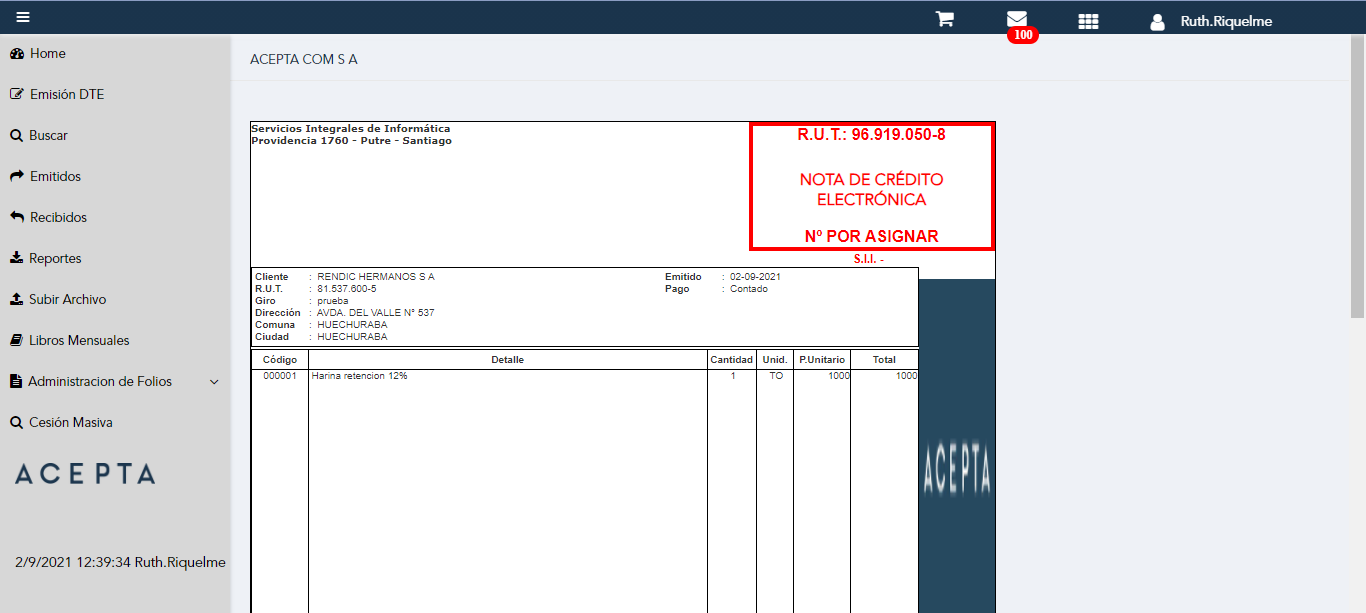 Ruth.Riquelme
100
Home
Emisión DTE
Buscar
Emitidos
Recibidos
Reportes
Subir Archivo
Libros Mensuales
Administracion de Folios
Cesión Masiva
ACEPTA
2/9/2021 12:39:34 Ruth.Riquelme
ACEPTA COM S A
Servicios Integrales de Informática
Providencia 1760 - Putre - Santiago
R.U.T.: 96.919.050-8
NOTA DE CRÉDITO
ELECTRÓNICA
Nº POR ASIGNAR
S.I.I. -
Cliente : RENDIC HERMANOS S A Emitido : 02-09-2021
R.U.T. : 81.537.600-5 Pago : Contado
Giro : prueba
Dirección : AVDA. DEL VALLE N° 537
Comuna : HUECHURABA
Ciudad : HUECHURABA
Código Detalle Cantidad Unid. P.Unitario Total
000001 Harina retencion 12% 1 TO 1000 1000
ACEPTA